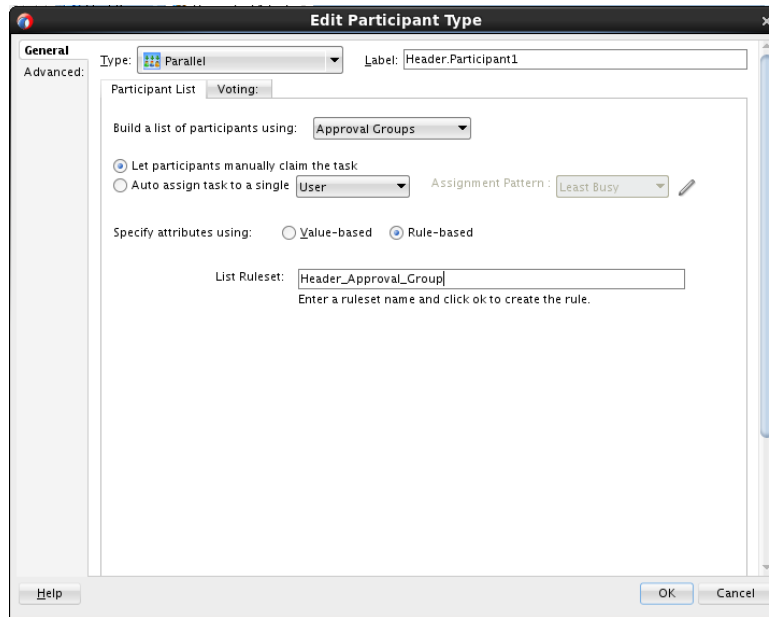 Edit Participant Type
General
Advanced:
Type: Parallel Label: Header.Participant1
Participant List Voting:
Build a list of participants using: Approval Groups
Let participants manually claim the task
Auto assign task to a single User Assignment Pattern : Least Busy
Specify attributes using: Value-based Rule-based
List Ruleset: Header_Approval_Group
Enter a ruleset name and click ok to create the rule.
Help OK Cancel